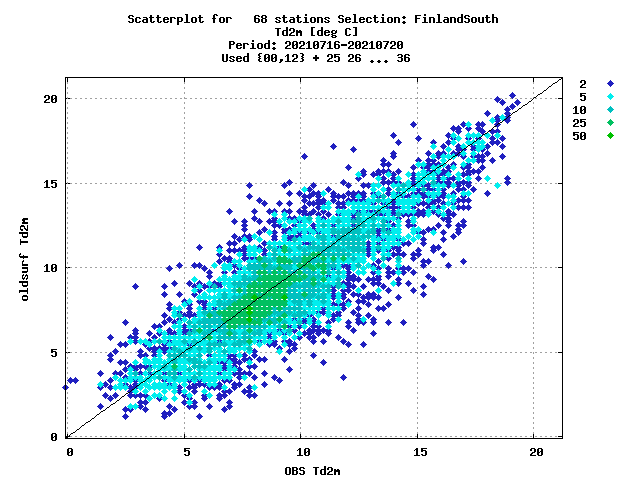 Scatterplot for 68 stations Selection: FinlandSouth
Td2m [deg C]
Period: 20210716-20210720
Used {00,12} + 25 26 ... 36
2
5
10
25
50
20
15
10
5
0
oldsurf Td2m
0 5 10 15 20
OBS Td2m